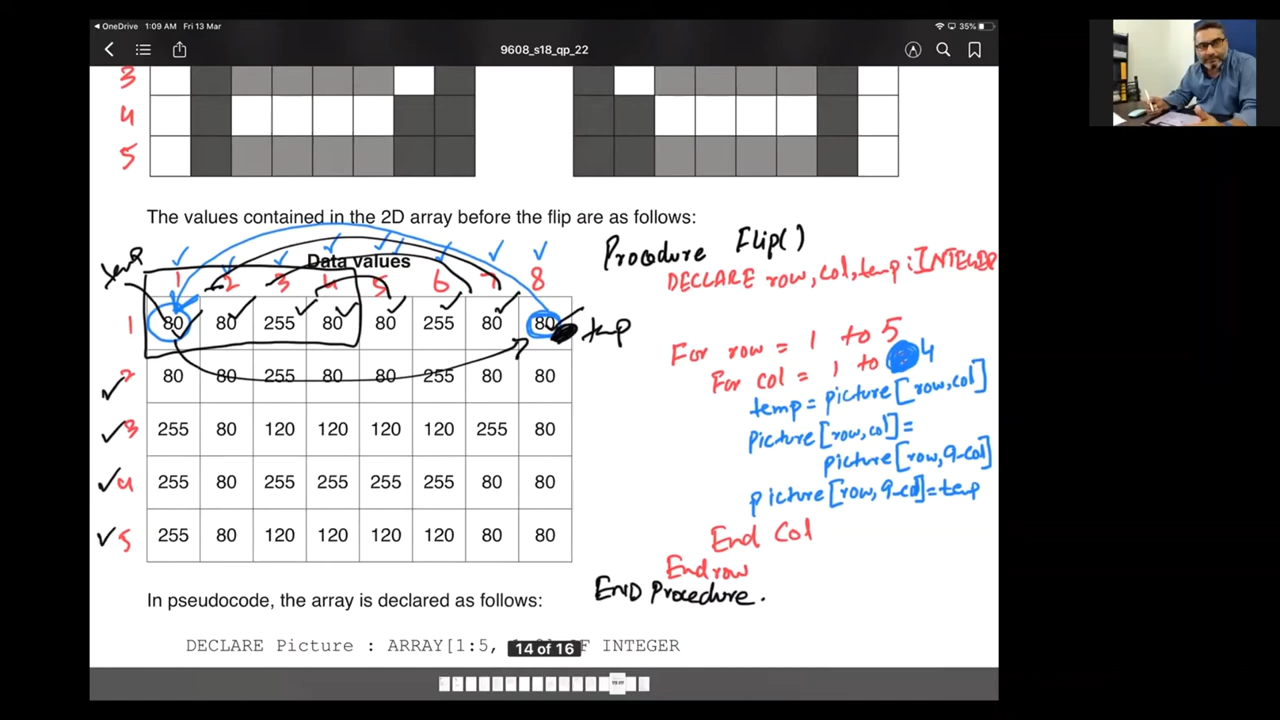 OneDrive 1:09 AM Fri 13 Mar 35%
9608_s18_qp_22
3
4
5
The values contained in the 2D array before the flip are as follows:
Data values
temp
1 2 3 4 5 6 7 8
1 80 80 255 80 80 255 80 80 temp
2 80 80 255 255 255 255 80 80
3 255 80 120 120 120 120 255 80
4 255 80 255 255 255 255 80 80
5 255 80 120 120 120 120 80 80
Procedure Flip()
DECLARE row, col, temp : INTEGER
For row = 1 to 5
For col = 1 to 4
temp = picture[row, col]
picture[row, col] =
picture[row, 9-col]
picture[row, 9-col] = temp
End Col
End row
END Procedure.
In pseudocode, the array is declared as follows:
DECLARE Picture : ARRAY[1:5, OF INTEGER
14 of 16